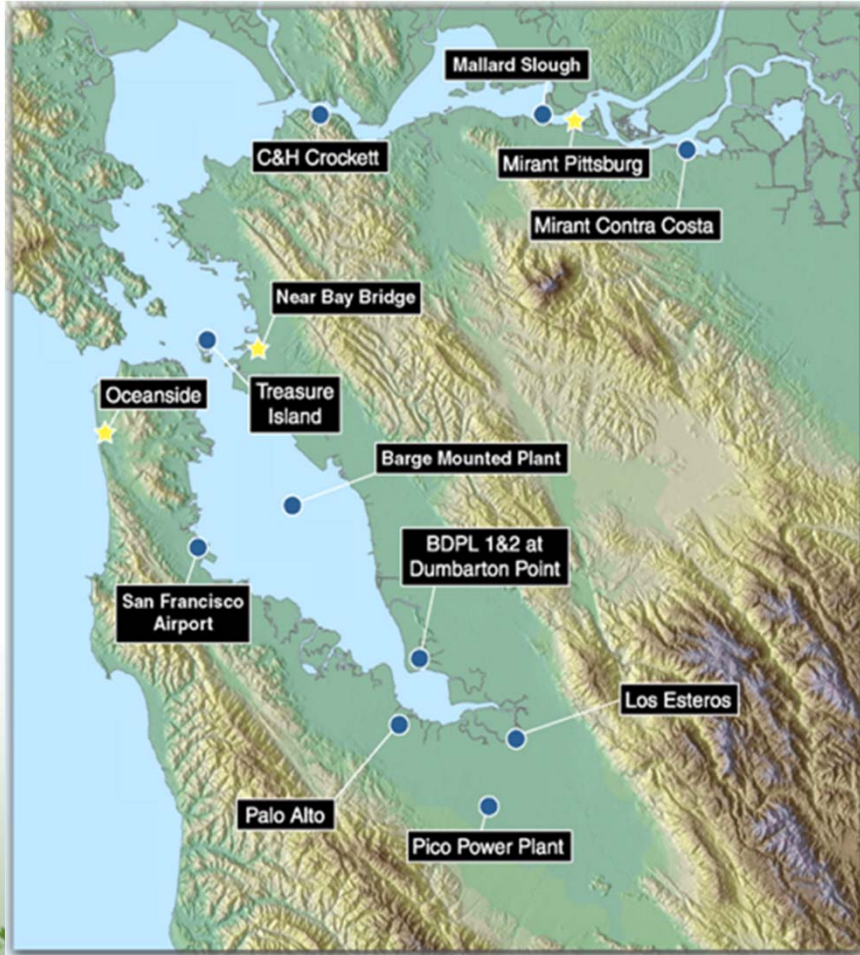 Mallard Slough
C&H Crockett
Mirant Pittsburg
Mirant Contra Costa
Near Bay Bridge
Oceanside
Treasure
Island
Barge Mounted Plant
BDPL 1&2 at
Dumbarton Point
San Francisco
Airport
Los Esteros
Palo Alto
Pico Power Plant